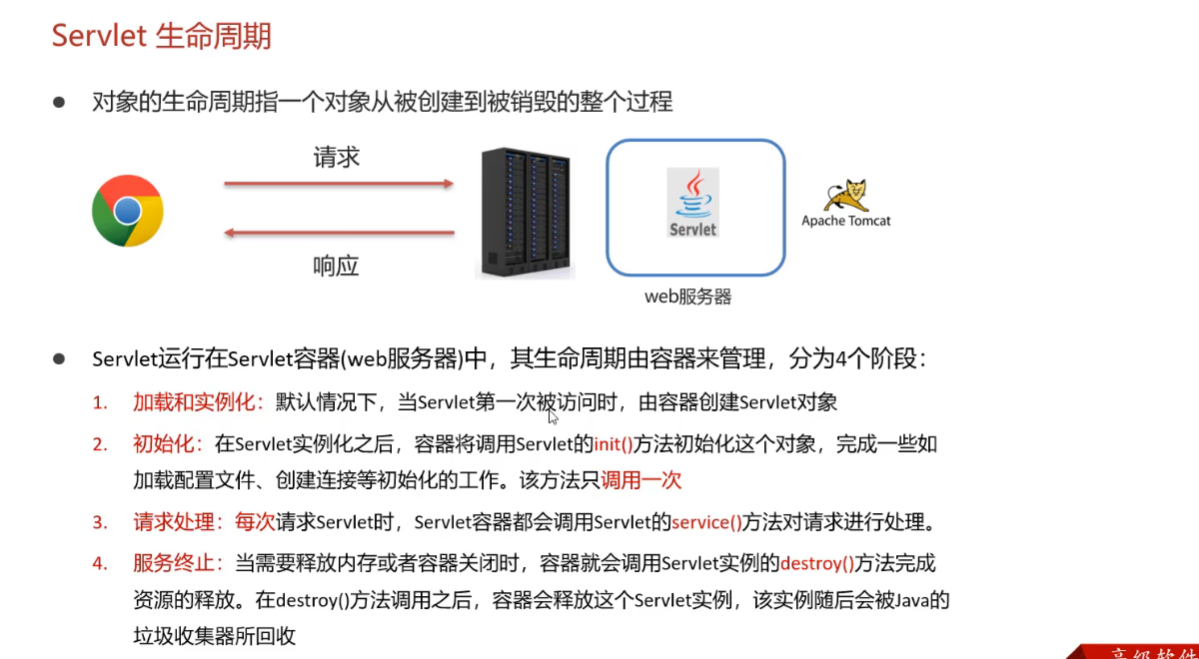 Servlet 生命周期
● 对象的生命周期指一个对象从被创建到被销毁的整个过程
请求
响应
Servlet
Apache Tomcat
web服务器
● Servlet运行在Servlet容器(web服务器)中，其生命周期由容器来管理，分为4个阶段：
1. 加载和实例化：默认情况下，当Servlet第一次被访问时，由容器创建Servlet对象
2. 初始化：在Servlet实例化之后，容器将调用Servlet的init()方法初始化这个对象，完成一些如
加载配置文件、创建连接等初始化的工作。该方法只调用一次
3. 请求处理：每次请求Servlet时，Servlet容器都会调用Servlet的service()方法对请求进行处理。
4. 服务终止：当需要释放内存或者容器关闭时，容器就会调用Servlet实例的destroy()方法完成
资源的释放。在destroy()方法调用之后，容器会释放这个Servlet实例，该实例随后会被Java的
垃圾收集器所回收
高级软件